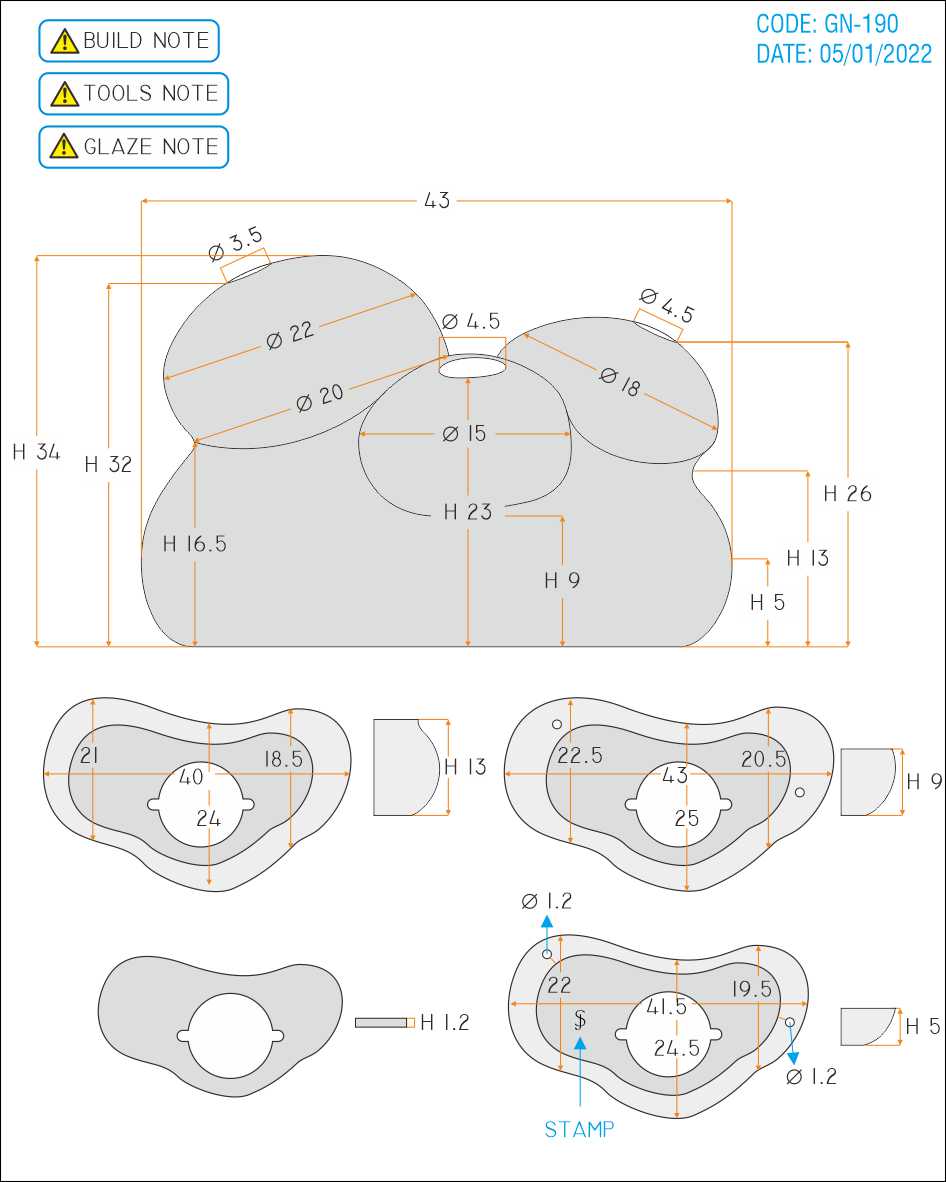 CODE: GN-190
DATE: 05/01/2022
BUILD NOTE
TOOLS NOTE
GLAZE NOTE
43
Ø 3.5
Ø 4.5
Ø 4.5
Ø 22
Ø 20
Ø 18
Ø 15
H 34
H 32
H 26
H 23
H 16.5
H 13
H 9
H 5
21
18.5
40
24
H 13
22.5
20.5
43
25
H 9
H 1.2
Ø 1.2
22
19.5
41.5
24.5
H 5
Ø 1.2
STAMP